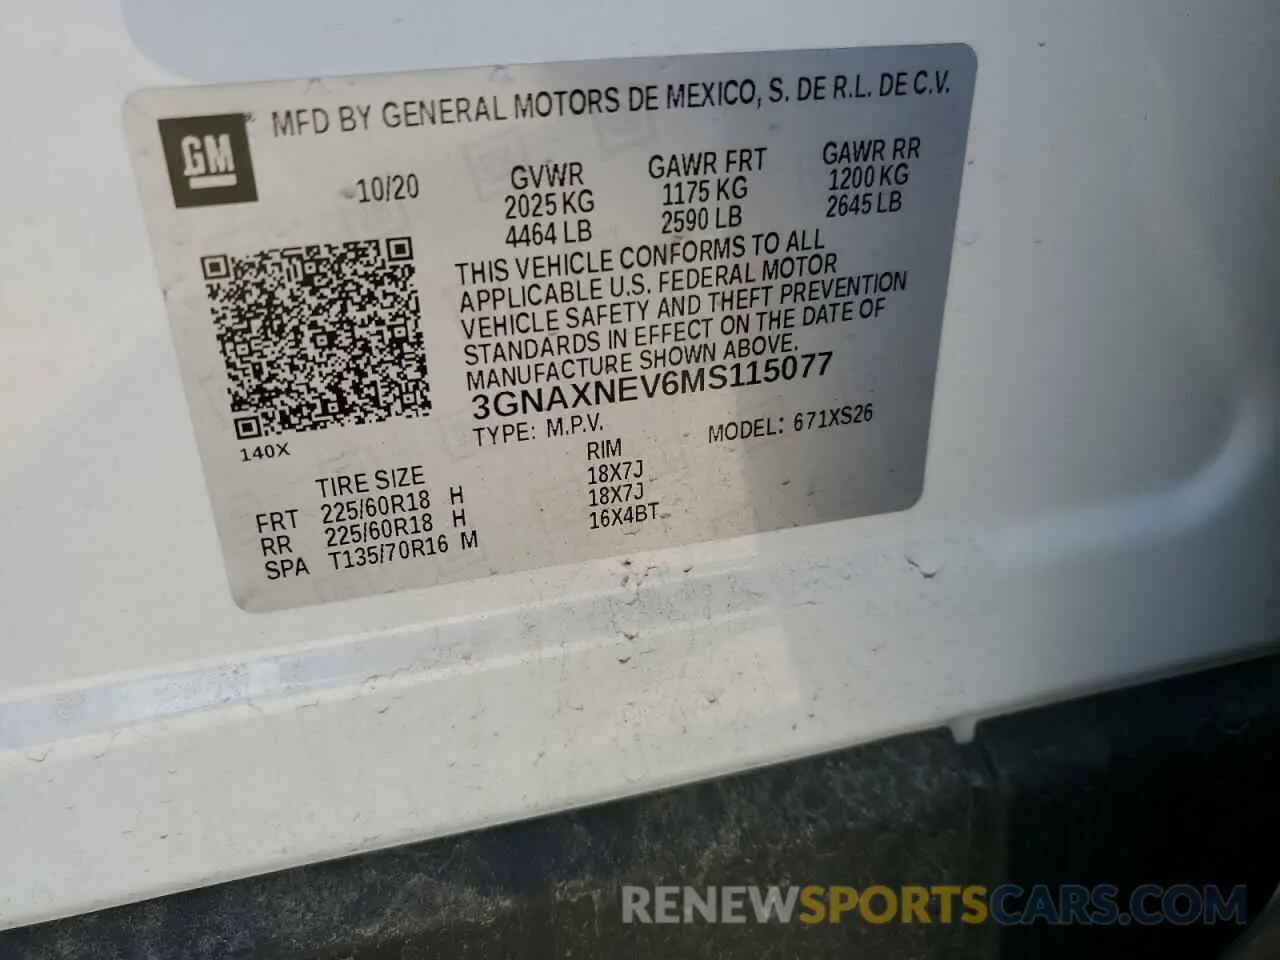 GM
MFD BY GENERAL MOTORS DE MEXICO, S. DE R.L. DE C.V.
10/20
GVWR
2025 KG
4464 LB
GAWR FRT
1175 KG
2590 LB
GAWR RR
1200 KG
2645 LB
THIS VEHICLE CONFORMS TO ALL
APPLICABLE U.S. FEDERAL MOTOR
VEHICLE SAFETY AND THEFT PREVENTION
STANDARDS IN EFFECT ON THE DATE OF
MANUFACTURE SHOWN ABOVE.
3GNAXNEV6MS115077
TYPE: M.P.V. MODEL: 671XS26
140X
TIRE SIZE RIM
FRT 225/60R18 H 18X7J
RR 225/60R18 H 18X7J
SPA T135/70R16 M 16X4BT
RENEWSPORTSCARS.COM